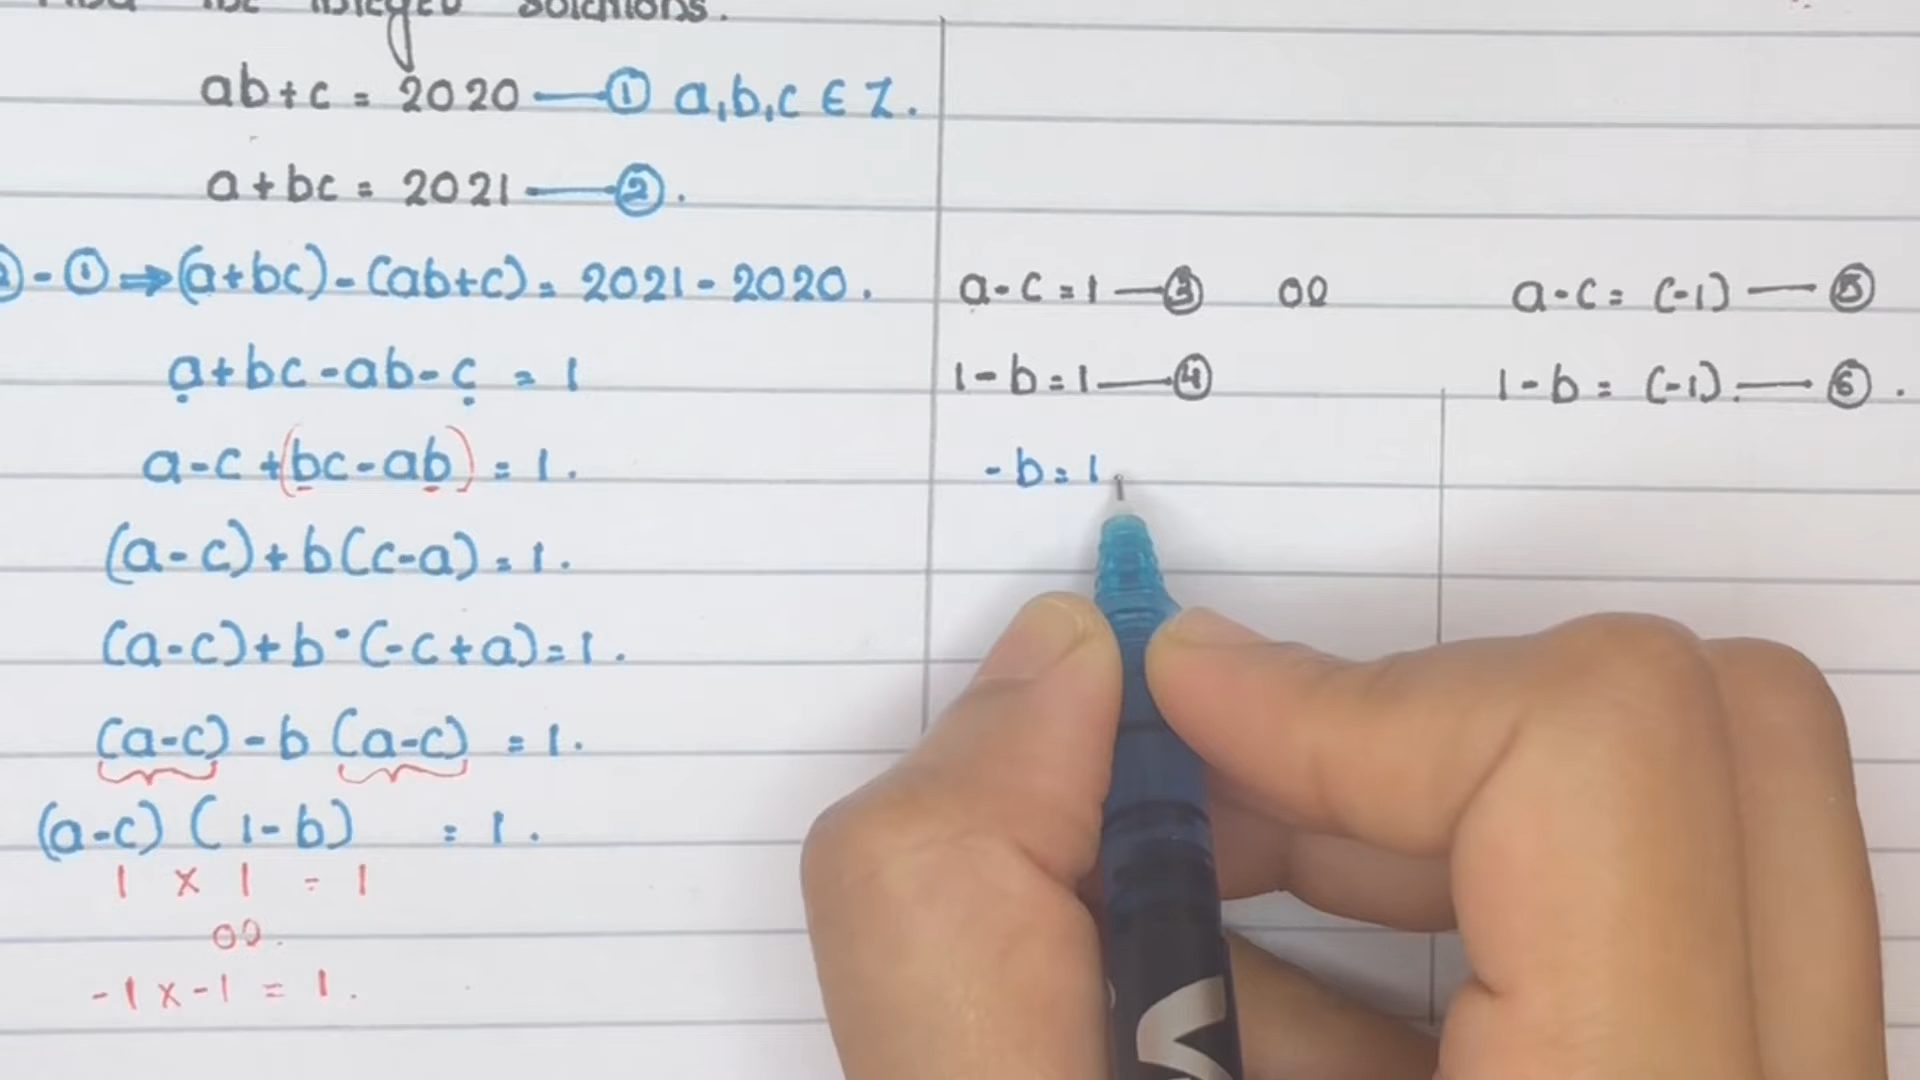 integer solutions.
ab+c = 2020 — ① a,b,c ∈ Z.
a+bc = 2021 — ②.
②-① ⇒ (a+bc)-(ab+c) = 2021-2020.
a+bc-ab-c = 1
a-c+(bc-ab) = 1.
(a-c)+b(c-a) = 1.
(a-c)+b·(-c+a) = 1.
(a-c)-b(a-c) = 1.
(a-c)(1-b) = 1.
1 x 1 = 1
or.
-1 x -1 = 1.
a-c = 1 — ③ or a-c = (-1) — ⑤
1-b = 1 — ④ 1-b = (-1). — ⑥.
-b = 1